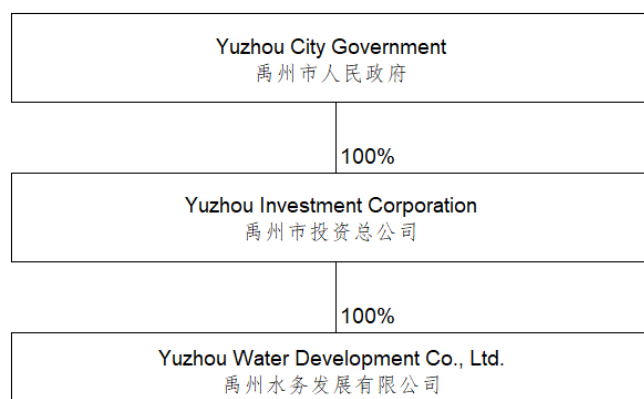 Yuzhou City Government
禹州市人民政府
100%
Yuzhou Investment Corporation
禹州市投资总公司
100%
Yuzhou Water Development Co., Ltd.
禹州水务发展有限公司